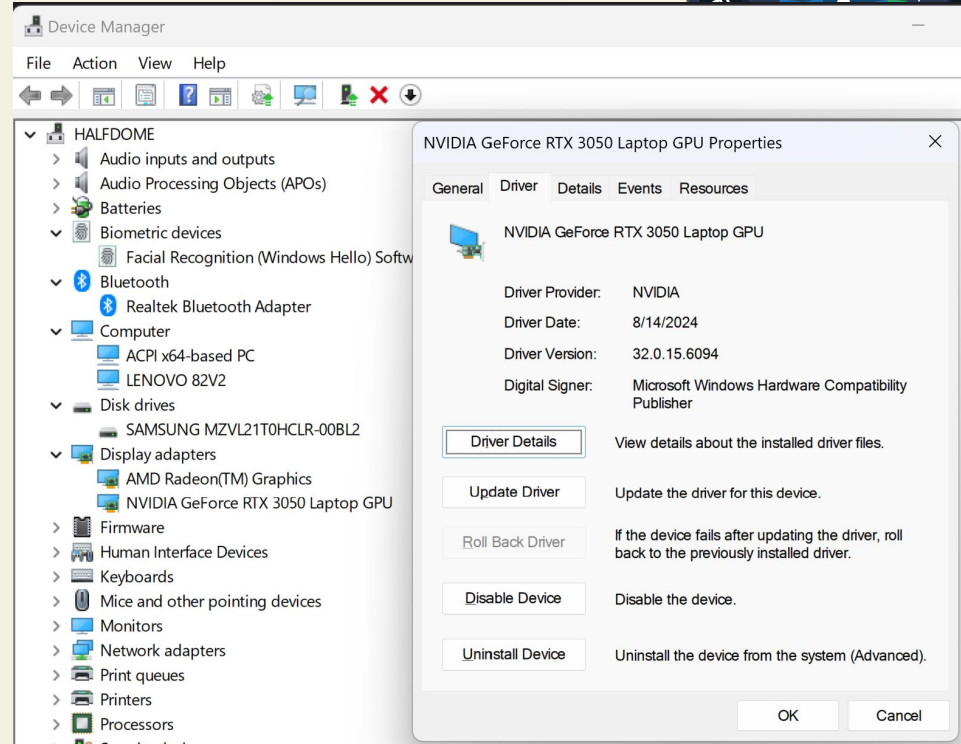 Device Manager
File Action View Help
HALFDOME
Audio inputs and outputs
Audio Processing Objects (APOs)
Batteries
Biometric devices
Facial Recognition (Windows Hello) Softw
Bluetooth
Realtek Bluetooth Adapter
Computer
ACPI x64-based PC
LENOVO 82V2
Disk drives
SAMSUNG MZVL21T0HCLR-00BL2
Display adapters
AMD Radeon(TM) Graphics
NVIDIA GeForce RTX 3050 Laptop GPU
Firmware
Human Interface Devices
Keyboards
Mice and other pointing devices
Monitors
Network adapters
Print queues
Printers
Processors
NVIDIA GeForce RTX 3050 Laptop GPU Properties
General Driver Details Events Resources
NVIDIA GeForce RTX 3050 Laptop GPU
Driver Provider: NVIDIA
Driver Date: 8/14/2024
Driver Version: 32.0.15.6094
Digital Signer: Microsoft Windows Hardware Compatibility
Publisher
Driver Details View details about the installed driver files.
Update Driver Update the driver for this device.
Roll Back Driver If the device fails after updating the driver, roll
back to the previously installed driver.
Disable Device Disable the device.
Uninstall Device Uninstall the device from the system (Advanced).
OK Cancel